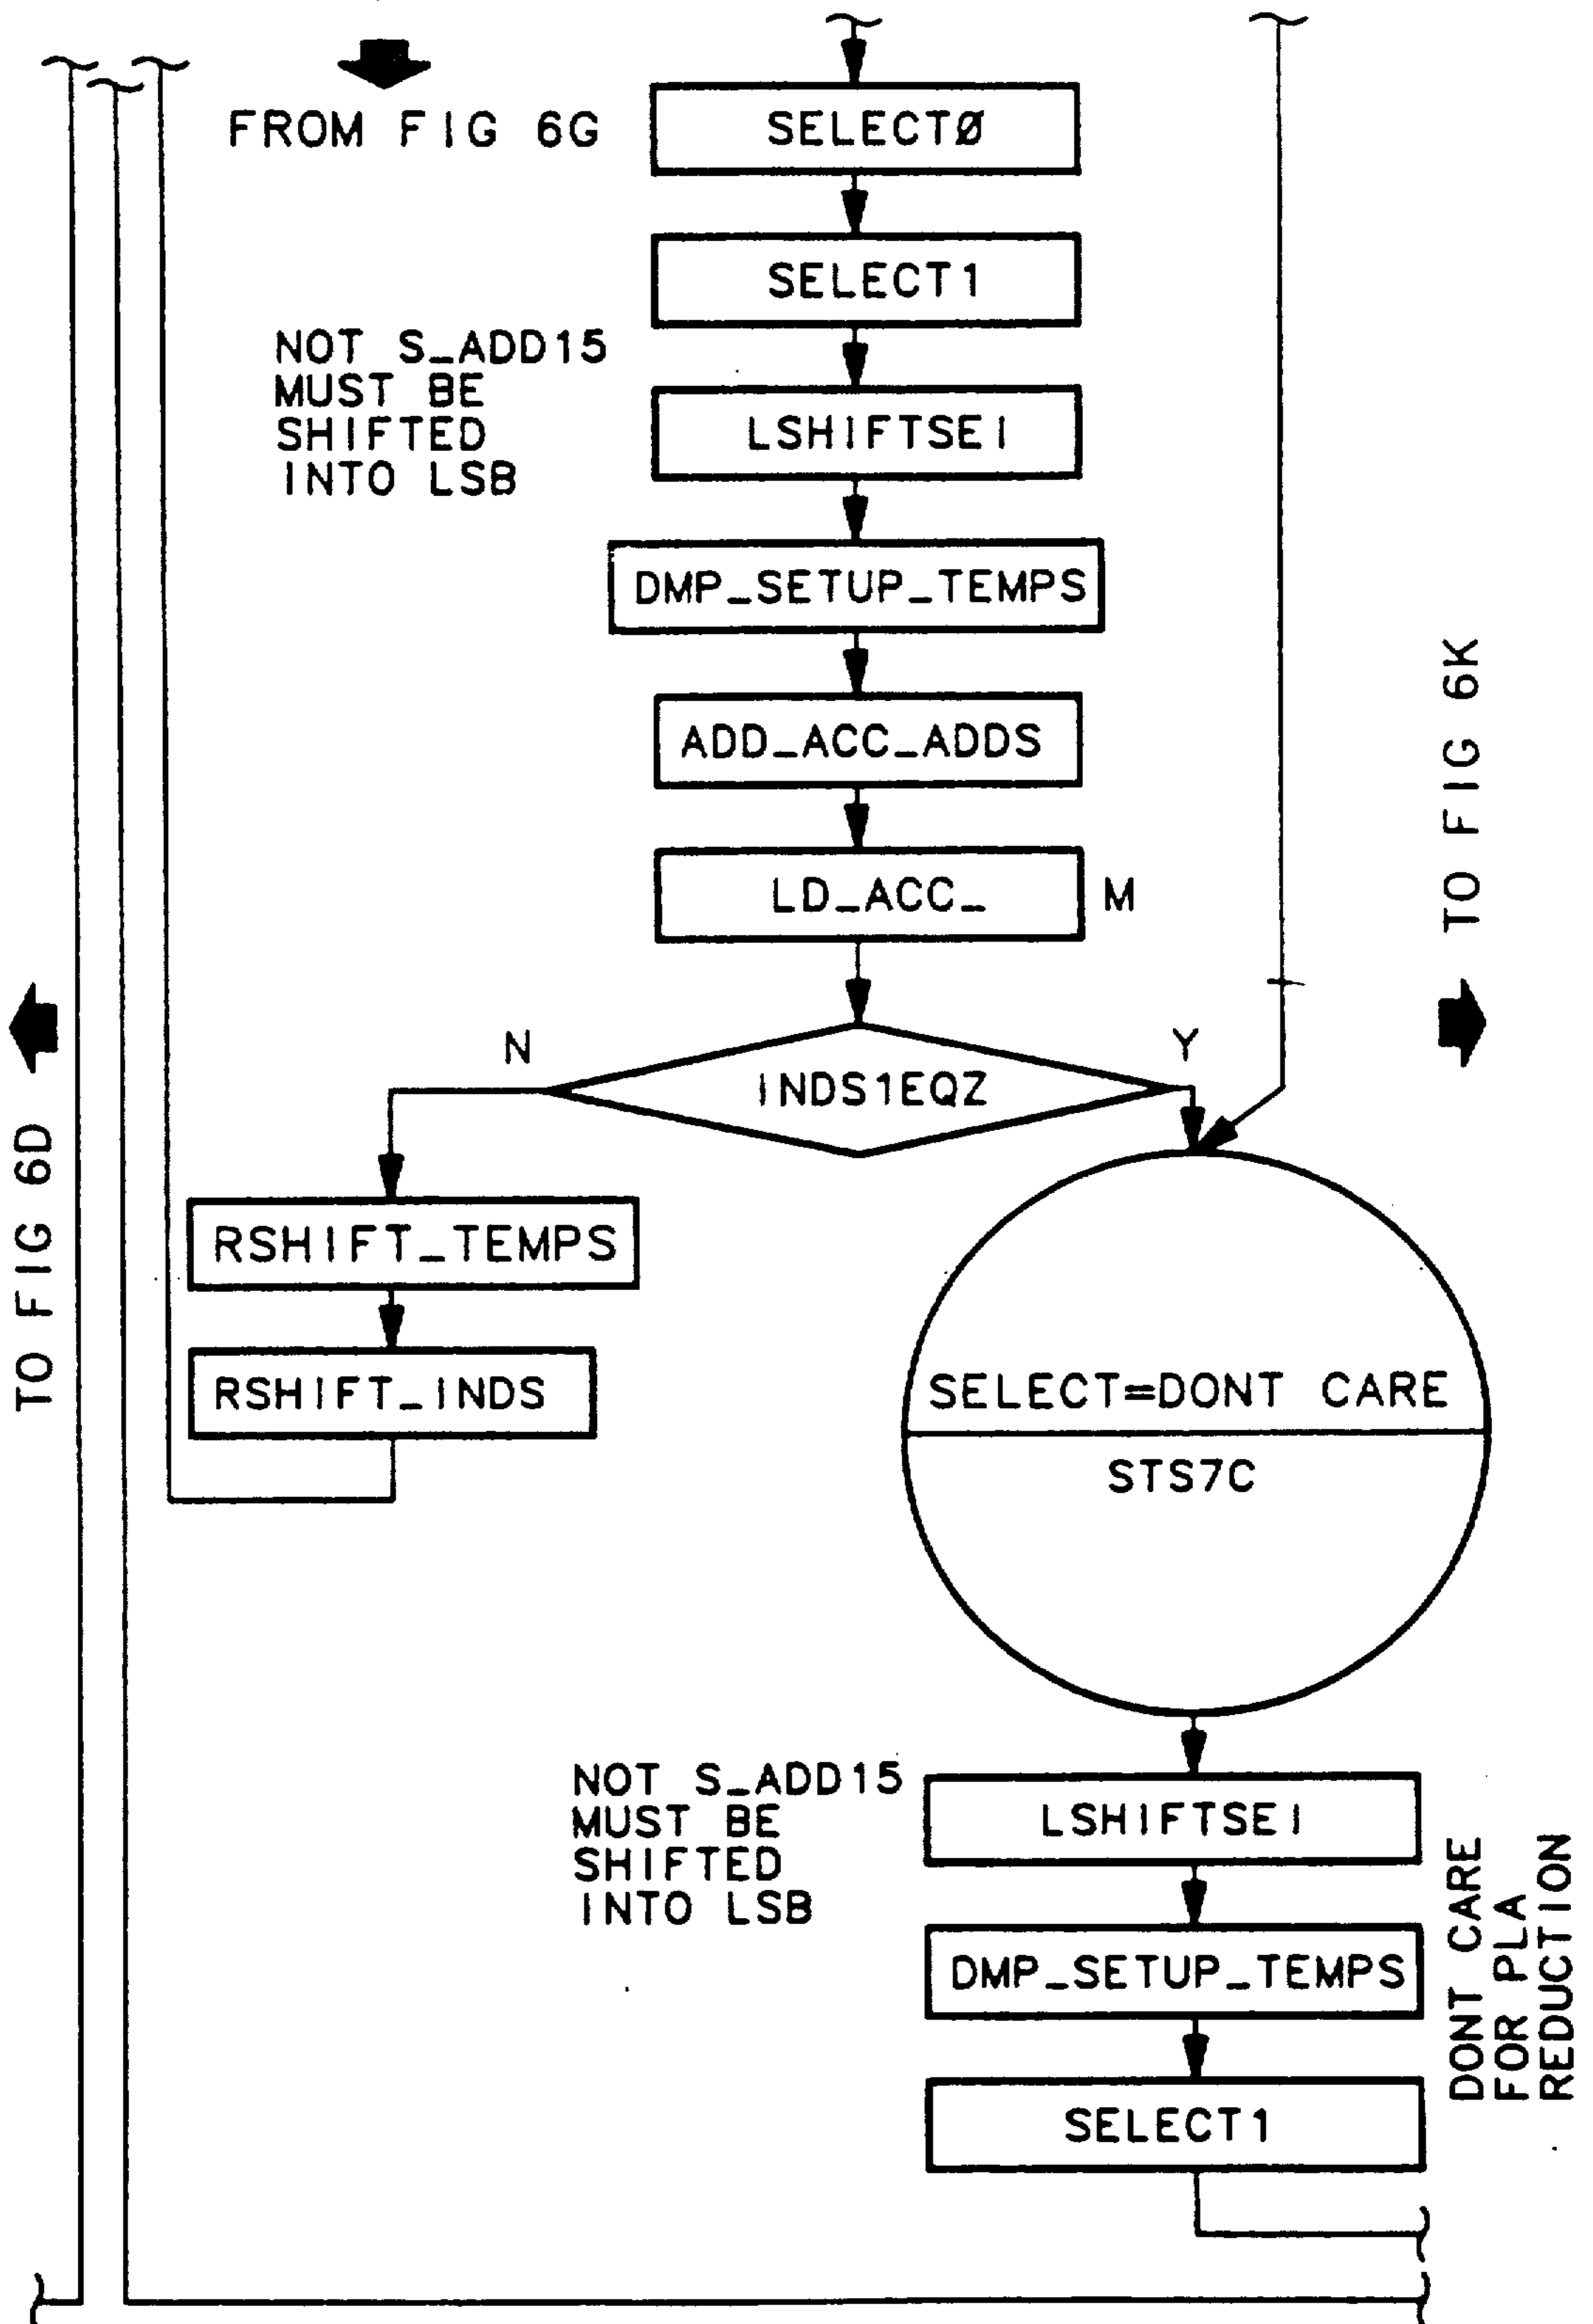 FROM FIG 6G
SELECT0
SELECT1
NOT S_ADD15
MUST BE
SHIFTED
INTO LSB
LSHIFTSEI
DMP_SETUP_TEMPS
ADD_ACC_ADDS
LD_ACC_
M
TO FIG 6K
N
Y
INDS1EQZ
TO FIG 6D
RSHIFT_TEMPS
RSHIFT_INDS
SELECT=DONT CARE
STS7C
NOT S_ADD15
MUST BE
SHIFTED
INTO LSB
LSHIFTSEI
DMP_SETUP_TEMPS
SELECT1
DONT CARE
FOR PLA
REDUCTION